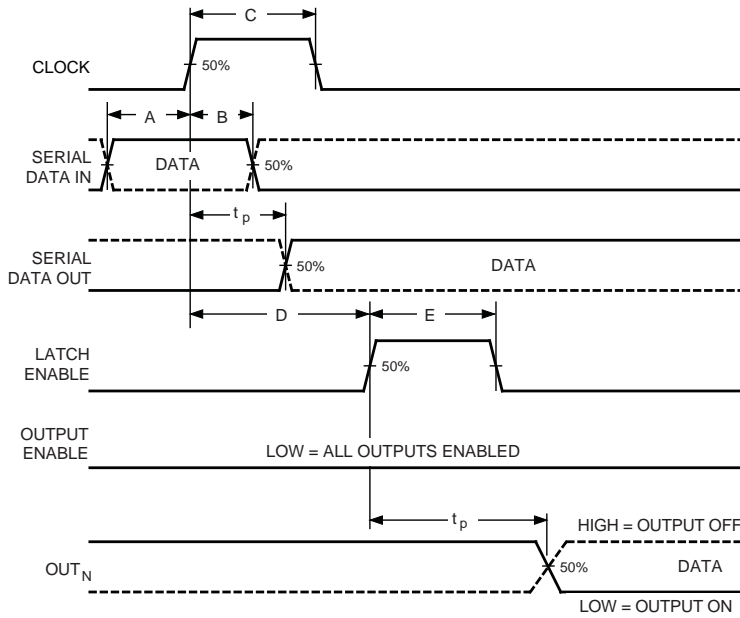 C
CLOCK
50%
A
B
SERIAL
DATA IN
DATA
50%
t p
SERIAL
DATA OUT
50%
DATA
D
E
LATCH
ENABLE
50%
OUTPUT
ENABLE
LOW = ALL OUTPUTS ENABLED
t p
HIGH = OUTPUT OFF
OUT N
50%
DATA
LOW = OUTPUT ON